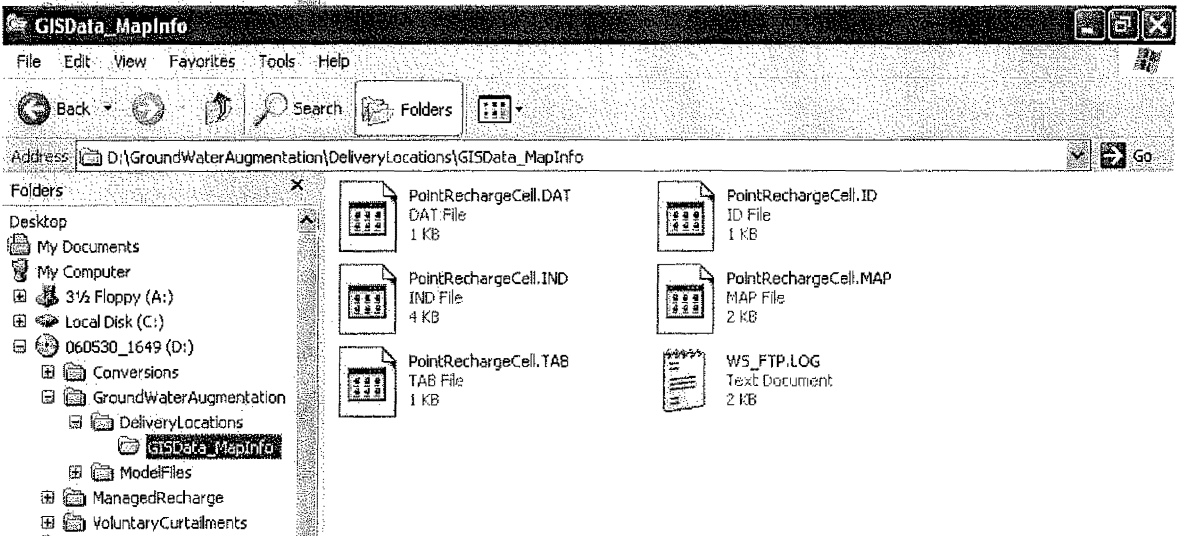 GISData_MapInfo
File Edit View Favorites Tools Help
Back Search Folders
Address D:\GroundWaterAugmentation\DeliveryLocations\GISData_MapInfo Go
Folders
Desktop
My Documents
My Computer
3½ Floppy (A:)
Local Disk (C:)
060530_1649 (D:)
Conversions
GroundWaterAugmentation
DeliveryLocations
GISData_MapInfo
ModelFiles
ManagedRecharge
VoluntaryCurtailments
PointRechargeCell.DAT
DAT File
1 KB
PointRechargeCell.ID
ID File
1 KB
PointRechargeCell.IND
IND File
4 KB
PointRechargeCell.MAP
MAP File
2 KB
PointRechargeCell.TAB
TAB File
1 KB
WS_FTP.LOG
Text Document
2 KB